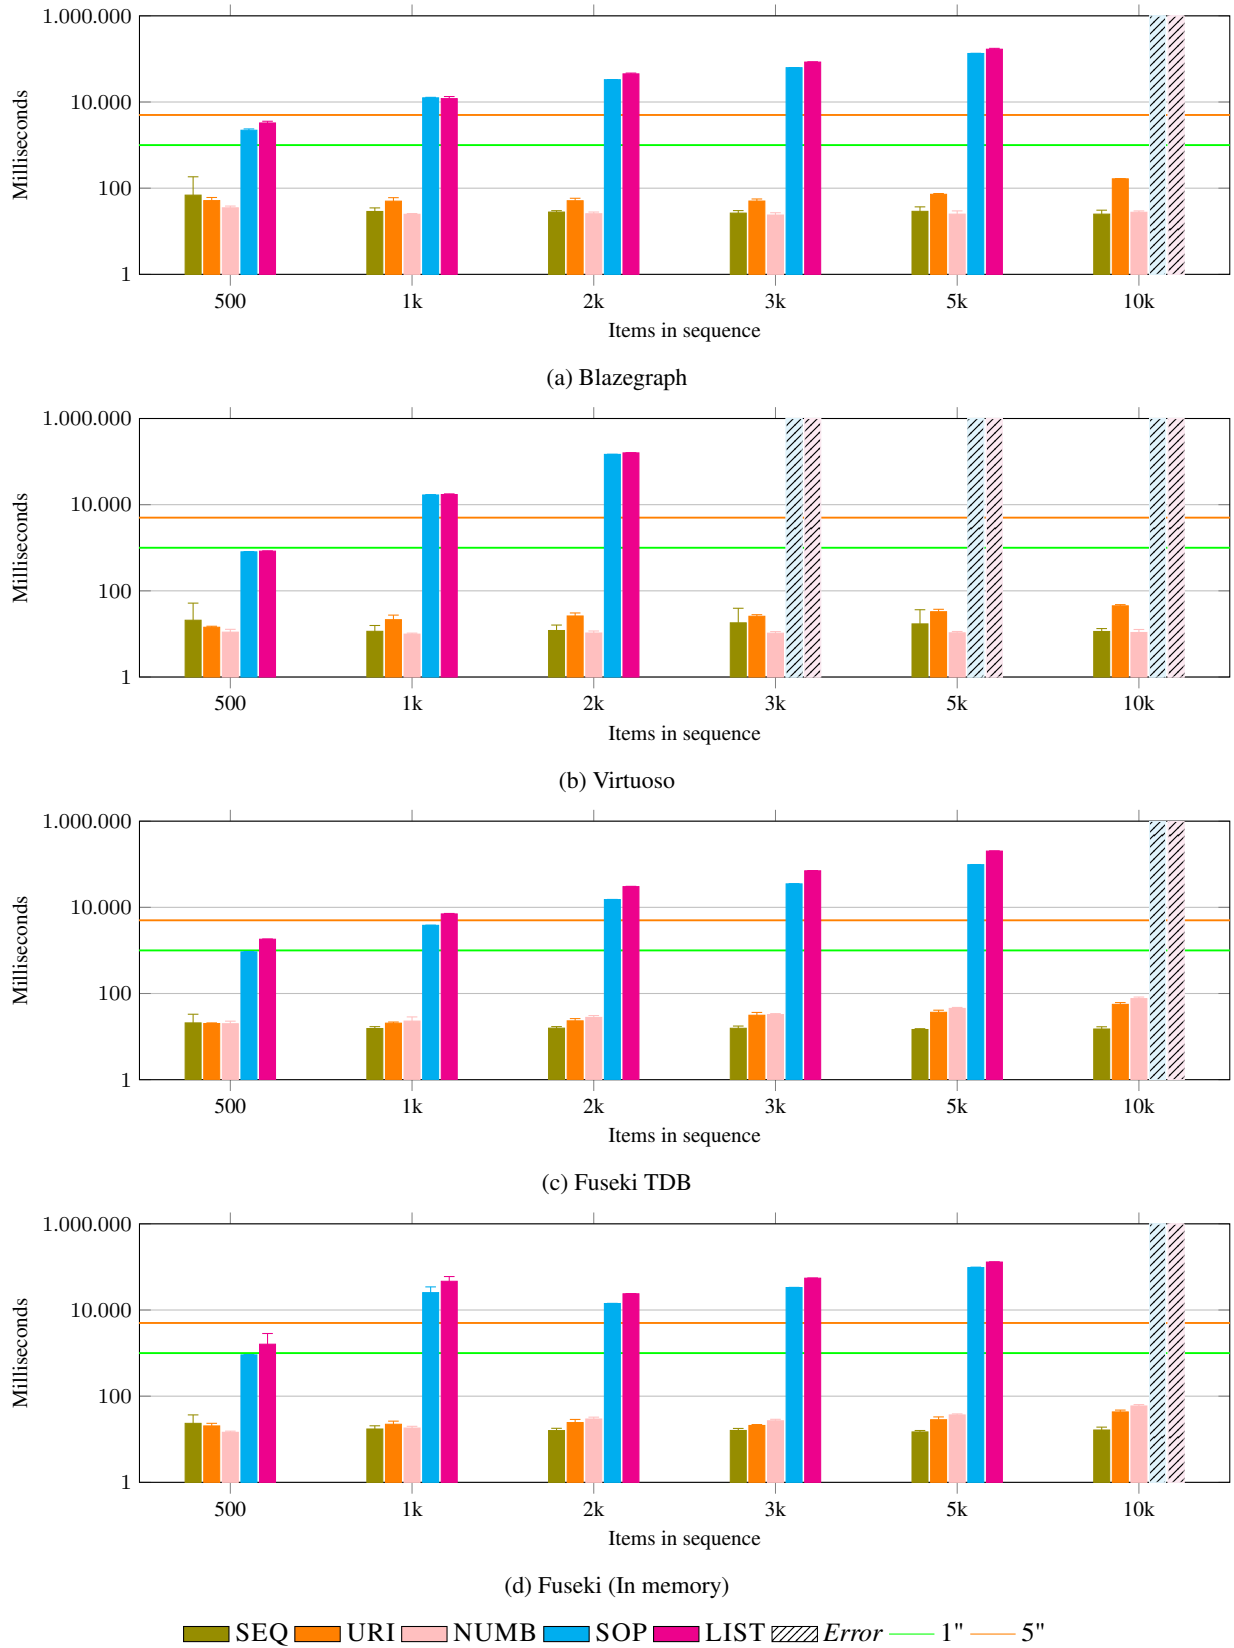 1.000.000
10.000
100
1
Milliseconds
500 1k 2k 3k 5k 10k
Items in sequence
(a) Blazegraph
1.000.000
10.000
100
1
Milliseconds
500 1k 2k 3k 5k 10k
Items in sequence
(b) Virtuoso
1.000.000
10.000
100
1
Milliseconds
500 1k 2k 3k 5k 10k
Items in sequence
(c) Fuseki TDB
1.000.000
10.000
100
1
Milliseconds
500 1k 2k 3k 5k 10k
Items in sequence
(d) Fuseki (In memory)
SEQ URI NUMB SOP LIST Error 1" 5"